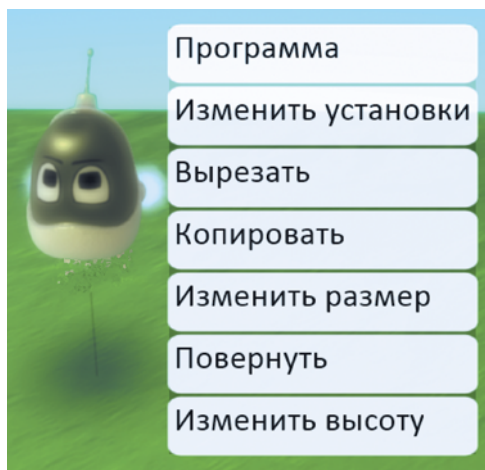 Программа
Изменить установки
Вырезать
Копировать
Изменить размер
Повернуть
Изменить высоту